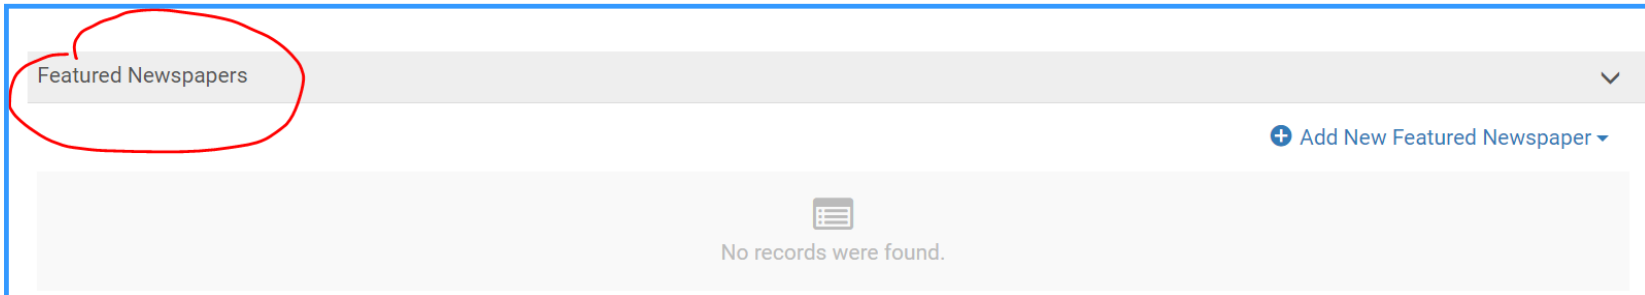 Featured Newspapers
Add New Featured Newspaper
No records were found.